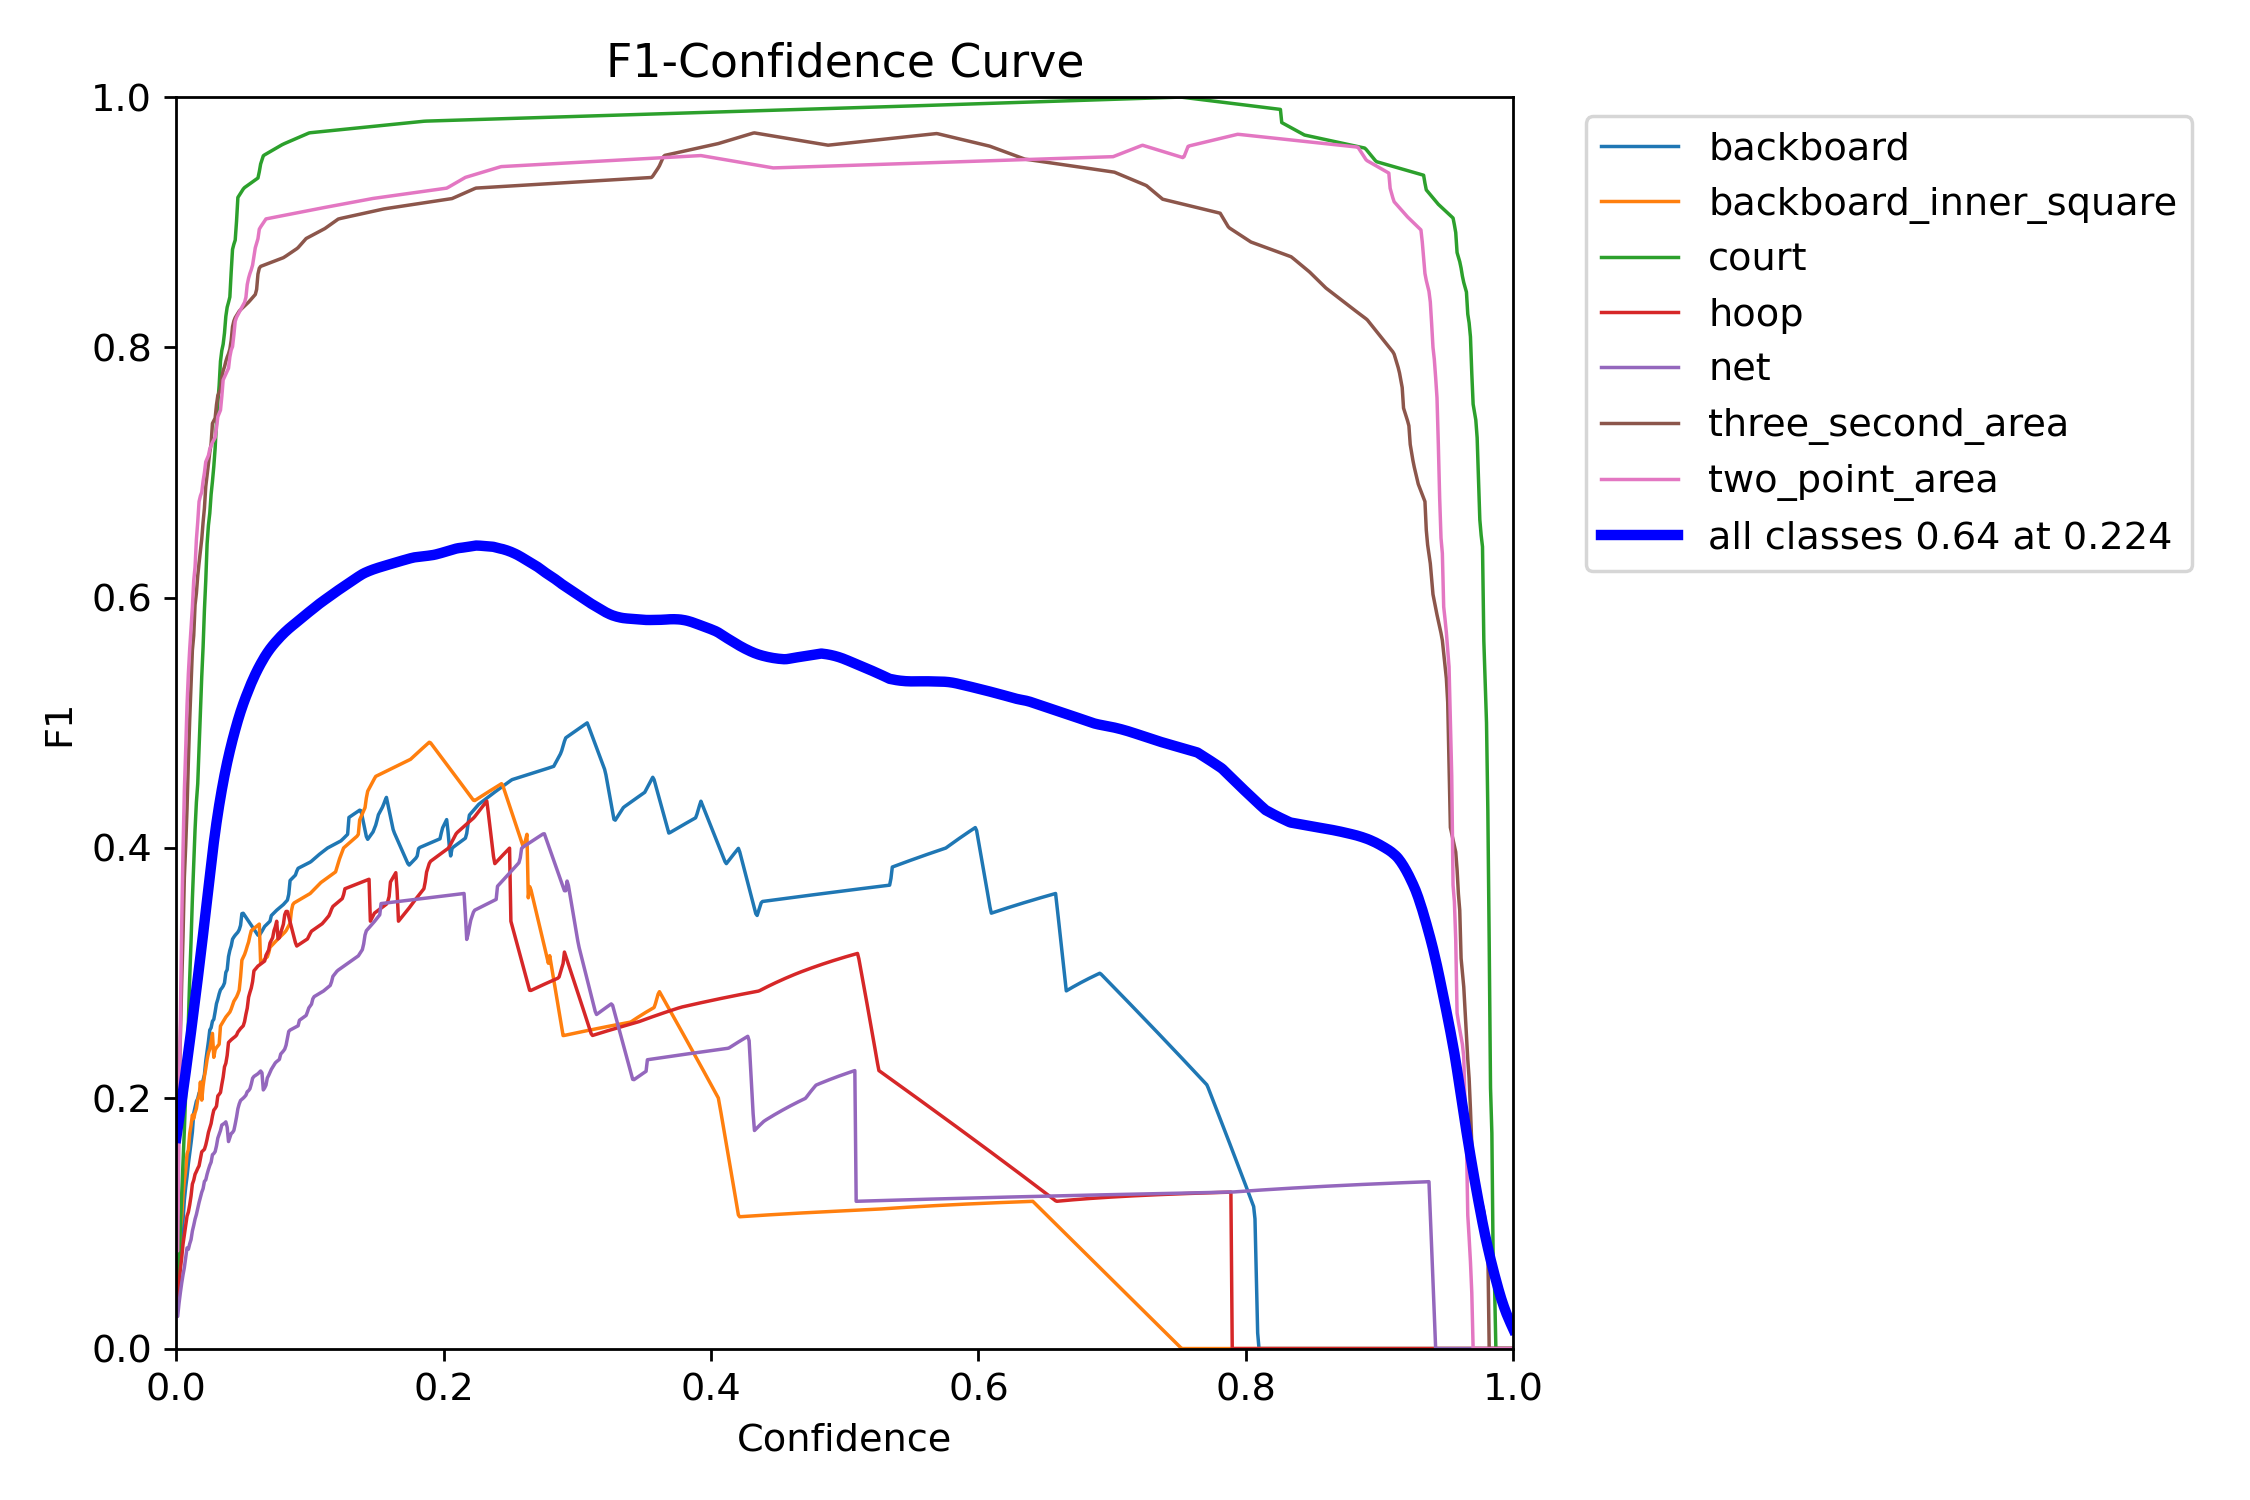 F1-Confidence Curve
1.0
0.8
0.6
0.4
0.2
0.0
F1
0.0 0.2 0.4 0.6 0.8 1.0
Confidence
backboard
backboard_inner_square
court
hoop
net
three_second_area
two_point_area
all classes 0.64 at 0.224